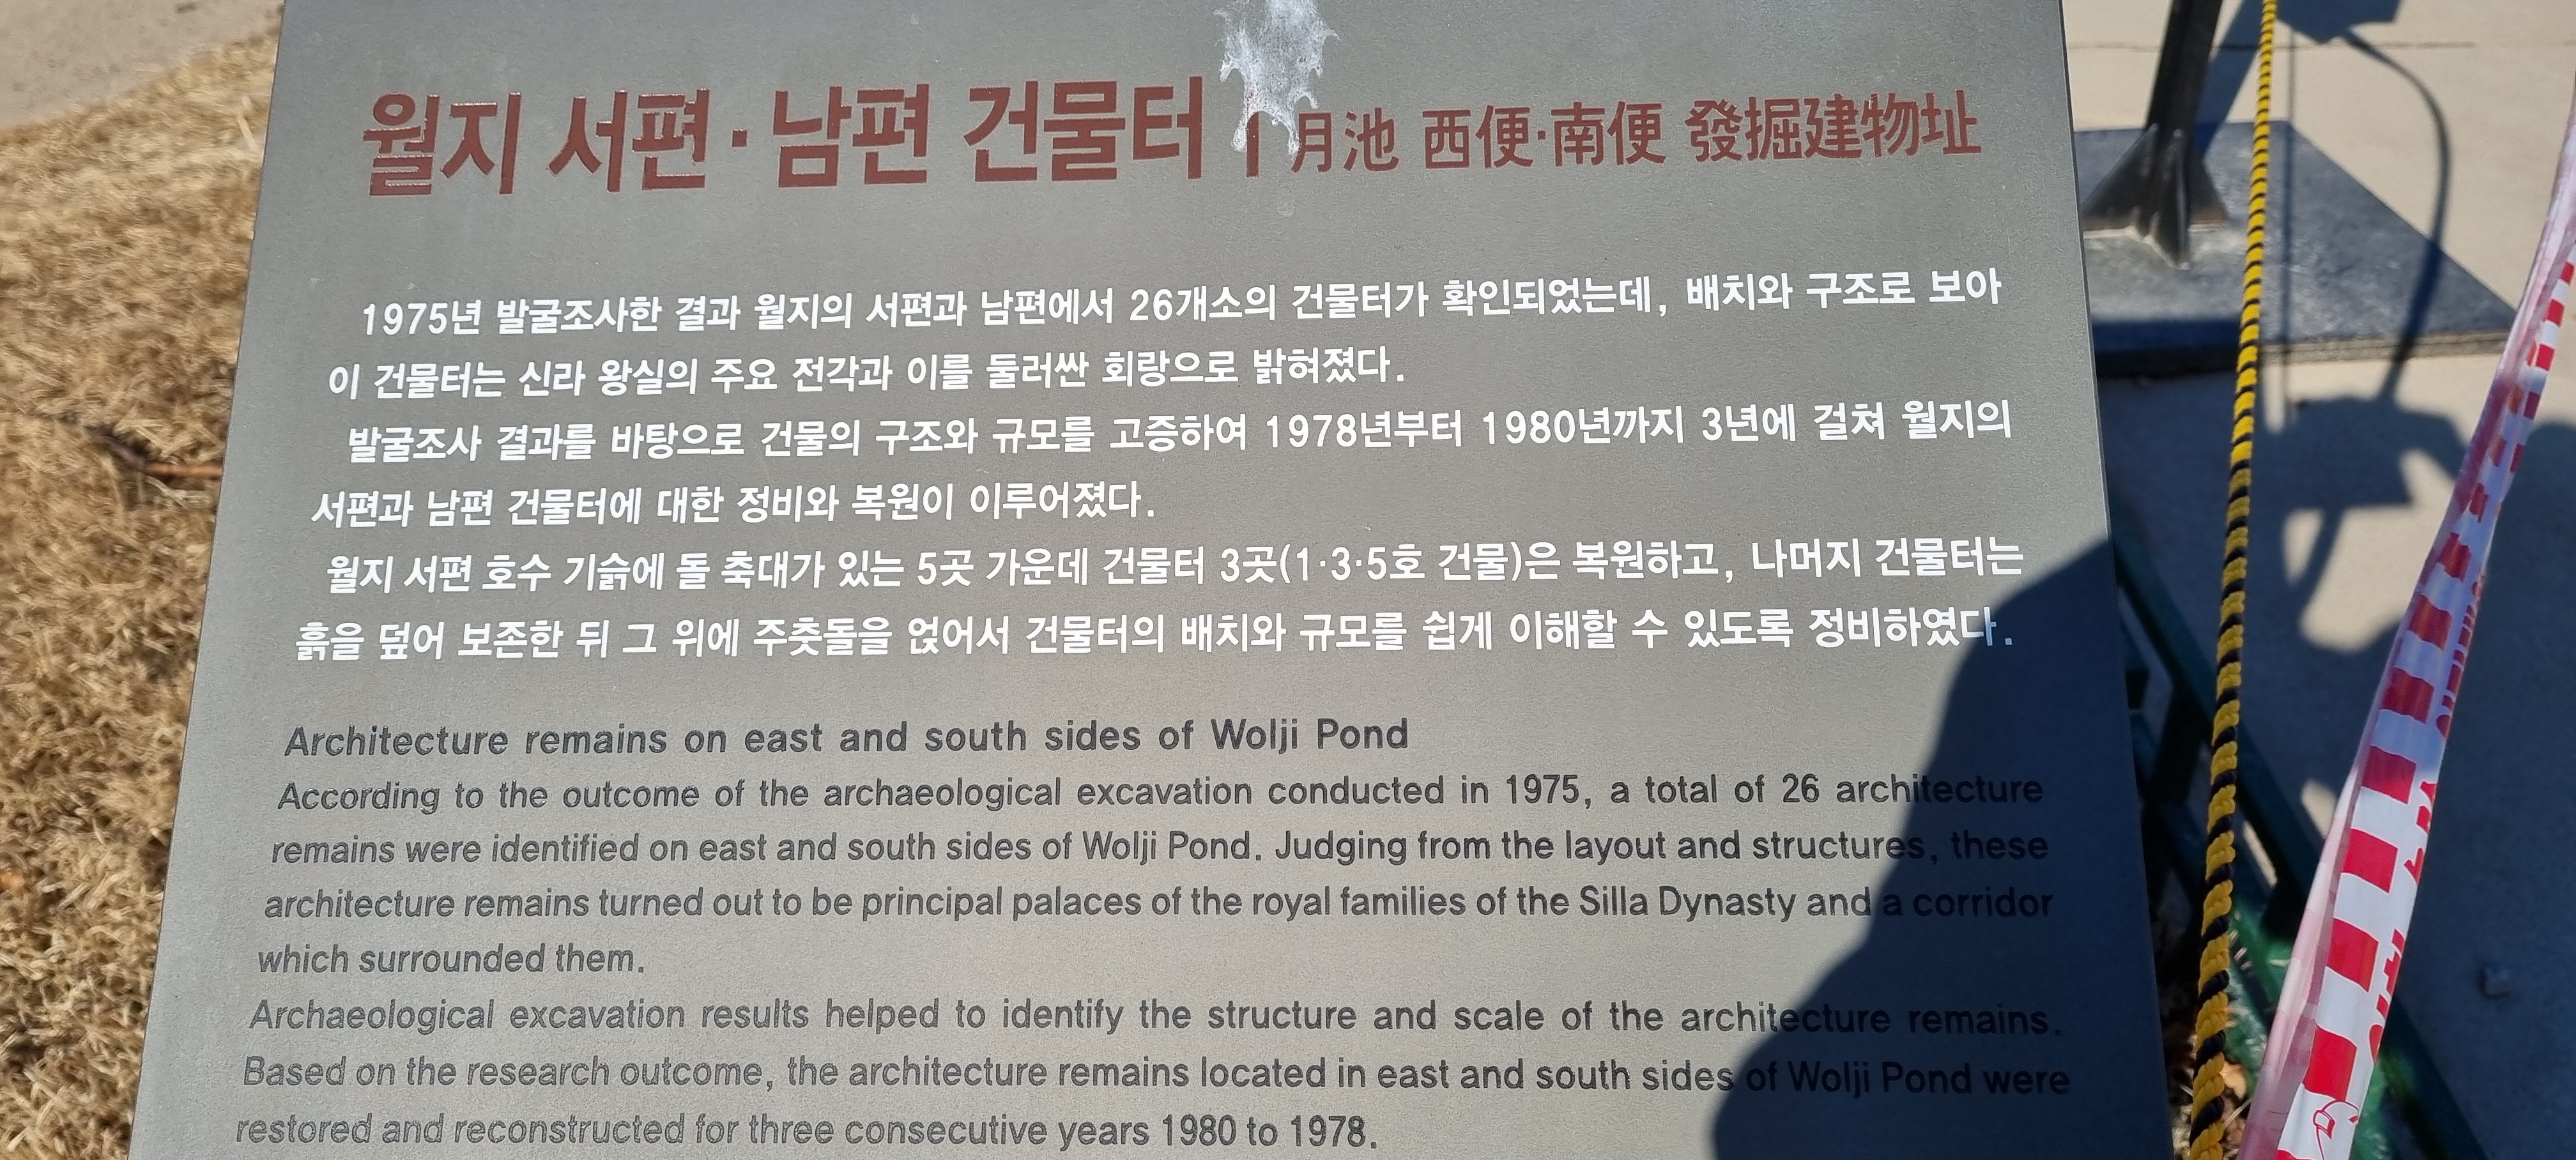 월지 서편·남편 건물터 | 月池 西便·南便 發掘建物址
1975년 발굴조사한 결과 월지의 서편과 남편에서 26개소의 건물터가 확인되었는데, 배치와 구조로 보아
이 건물터는 신라 왕실의 주요 전각과 이를 둘러싼 회랑으로 밝혀졌다.
발굴조사 결과를 바탕으로 건물의 구조와 규모를 고증하여 1978년부터 1980년까지 3년에 걸쳐 월지의
서편과 남편 건물터에 대한 정비와 복원이 이루어졌다.
월지 서편 호수 기슭에 돌 축대가 있는 5곳 가운데 건물터 3곳(1·3·5호 건물)은 복원하고, 나머지 건물터는
흙을 덮어 보존한 뒤 그 위에 주춧돌을 얹어서 건물터의 배치와 규모를 쉽게 이해할 수 있도록 정비하였다.
Architecture remains on east and south sides of Wolji Pond
According to the outcome of the archaeological excavation conducted in 1975, a total of 26 architecture
remains were identified on east and south sides of Wolji Pond. Judging from the layout and structures, these
architecture remains turned out to be principal palaces of the royal families of the Silla Dynasty and a corridor
which surrounded them.
Archaeological excavation results helped to identify the structure and scale of the architecture remains.
Based on the research outcome, the architecture remains located in east and south sides of Wolji Pond were
restored and reconstructed for three consecutive years 1980 to 1978.